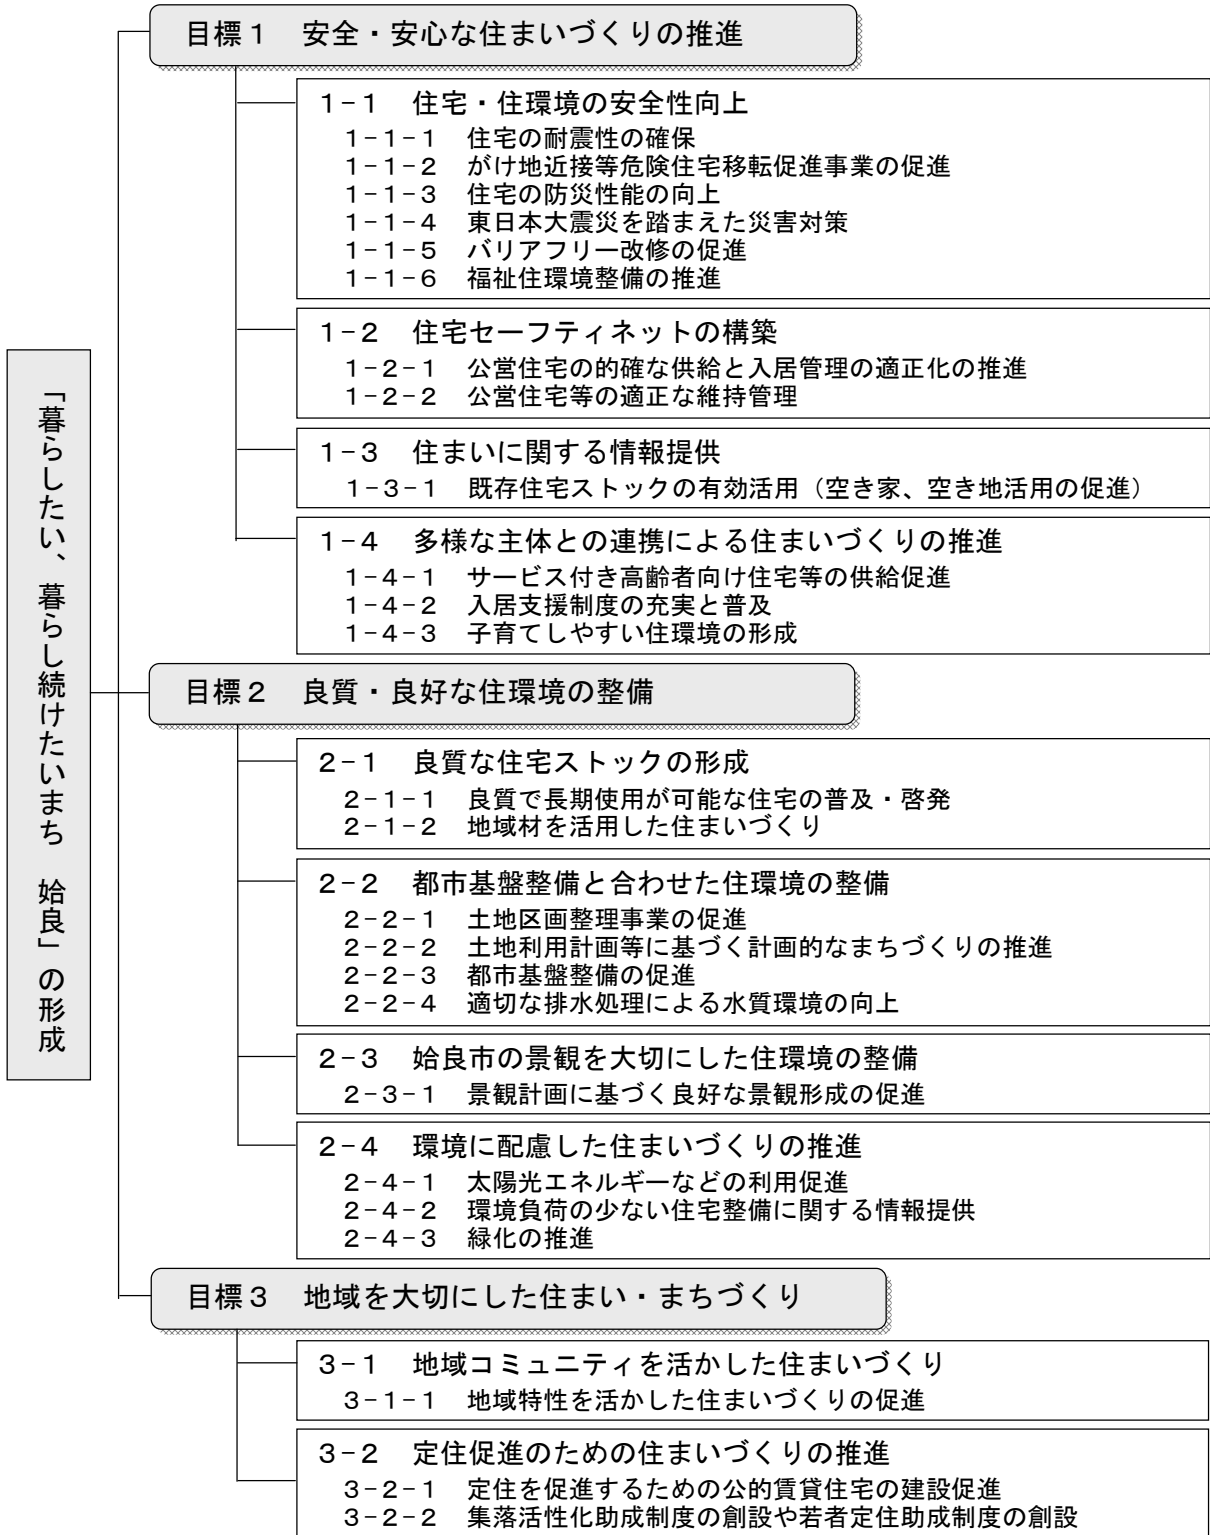 「暮らしたい、暮らし続けたいまち　姶良」の形成
目標１　安全・安心な住まいづくりの推進
１-１　住宅・住環境の安全性向上
１-１-１　住宅の耐震性の確保
１-１-２　がけ地近接等危険住宅移転促進事業の促進
１-１-３　住宅の防災性能の向上
１-１-４　東日本大震災を踏まえた災害対策
１-１-５　バリアフリー改修の促進
１-１-６　福祉住環境整備の推進
１-２　住宅セーフティネットの構築
１-２-１　公営住宅の的確な供給と入居管理の適正化の推進
１-２-２　公営住宅等の適正な維持管理
１-３　住まいに関する情報提供
１-３-１　既存住宅ストックの有効活用（空き家、空き地活用の促進）
１-４　多様な主体との連携による住まいづくりの推進
１-４-１　サービス付き高齢者向け住宅等の供給促進
１-４-２　入居支援制度の充実と普及
１-４-３　子育てしやすい住環境の形成
目標２　良質・良好な住環境の整備
２-１　良質な住宅ストックの形成
２-１-１　良質で長期使用が可能な住宅の普及・啓発
２-１-２　地域材を活用した住まいづくり
２-２　都市基盤整備と合わせた住環境の整備
２-２-１　土地区画整理事業の促進
２-２-２　土地利用計画等に基づく計画的なまちづくりの推進
２-２-３　都市基盤整備の促進
２-２-４　適切な排水処理による水質環境の向上
２-３　姶良市の景観を大切にした住環境の整備
２-３-１　景観計画に基づく良好な景観形成の促進
２-４　環境に配慮した住まいづくりの推進
２-４-１　太陽光エネルギーなどの利用促進
２-４-２　環境負荷の少ない住宅整備に関する情報提供
２-４-３　緑化の推進
目標３　地域を大切にした住まい・まちづくり
３-１　地域コミュニティを活かした住まいづくり
３-１-１　地域特性を活かした住まいづくりの促進
３-２　定住促進のための住まいづくりの推進
３-２-１　定住を促進するための公的賃貸住宅の建設促進
３-２-２　集落活性化助成制度の創設や若者定住助成制度の創設